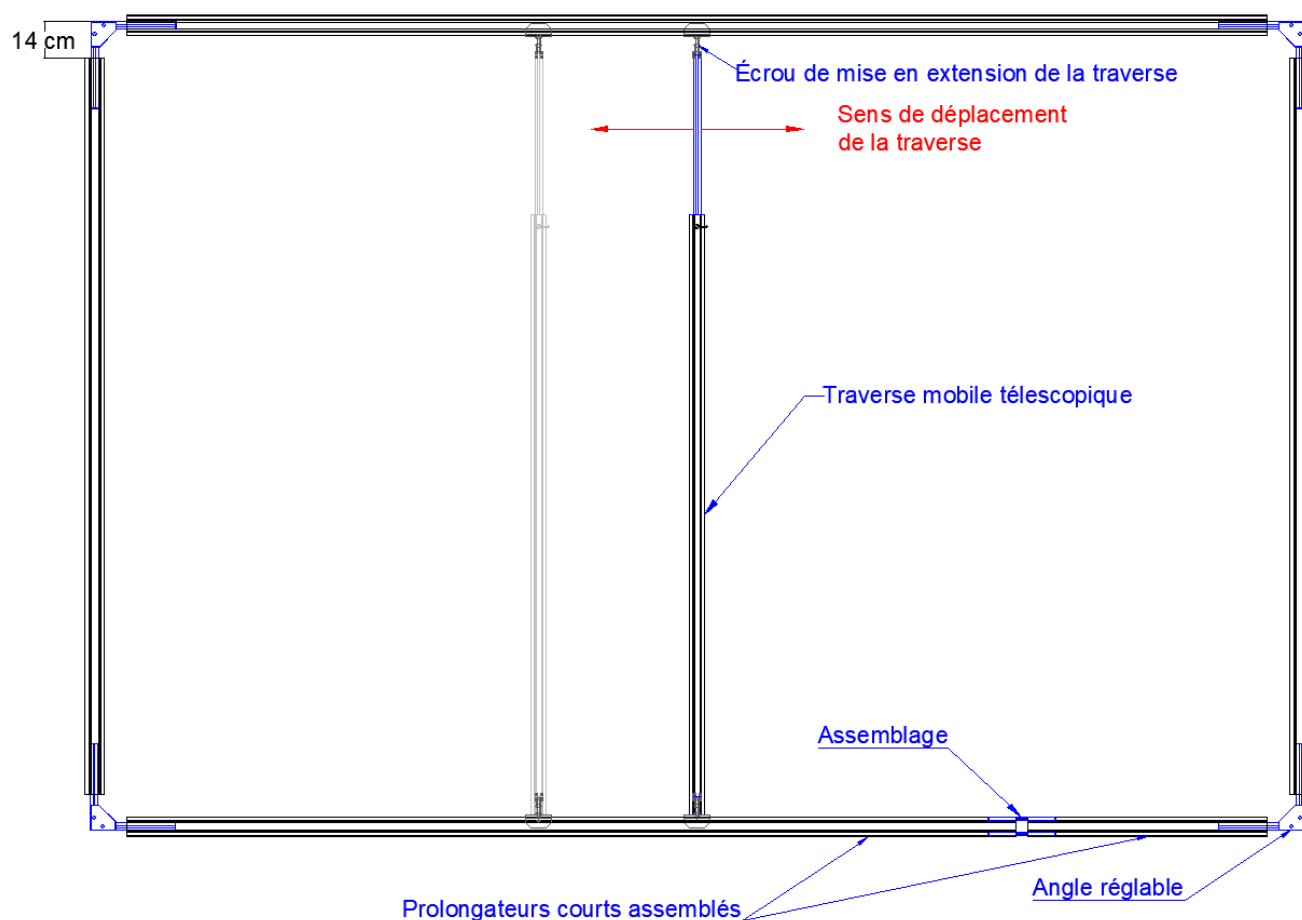 14 cm
Écrou de mise en extension de la traverse
Sens de déplacement
de la traverse
Traverse mobile télescopique
Assemblage
Angle réglable
Prolongateurs courts assemblés